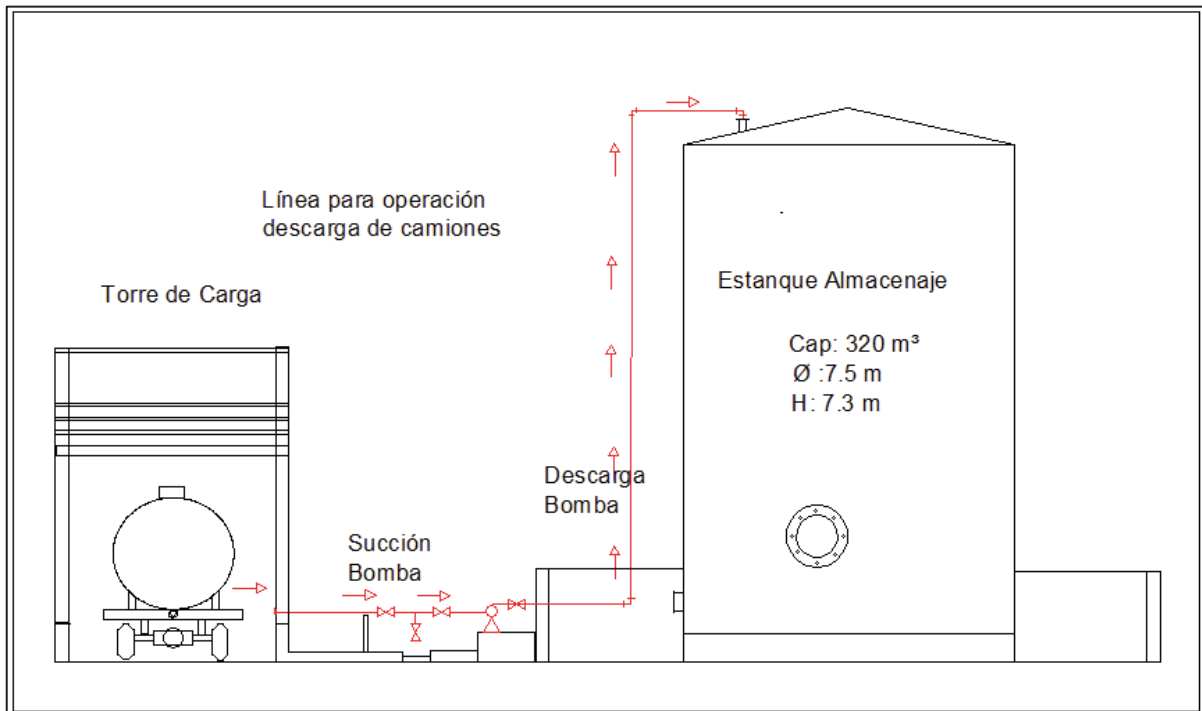 Línea para operación
descarga de camiones
Torre de Carga
Estanque Almacenaje
Cap: 320 m³
Ø :7.5 m
H: 7.3 m
Descarga
Bomba
Succión
Bomba